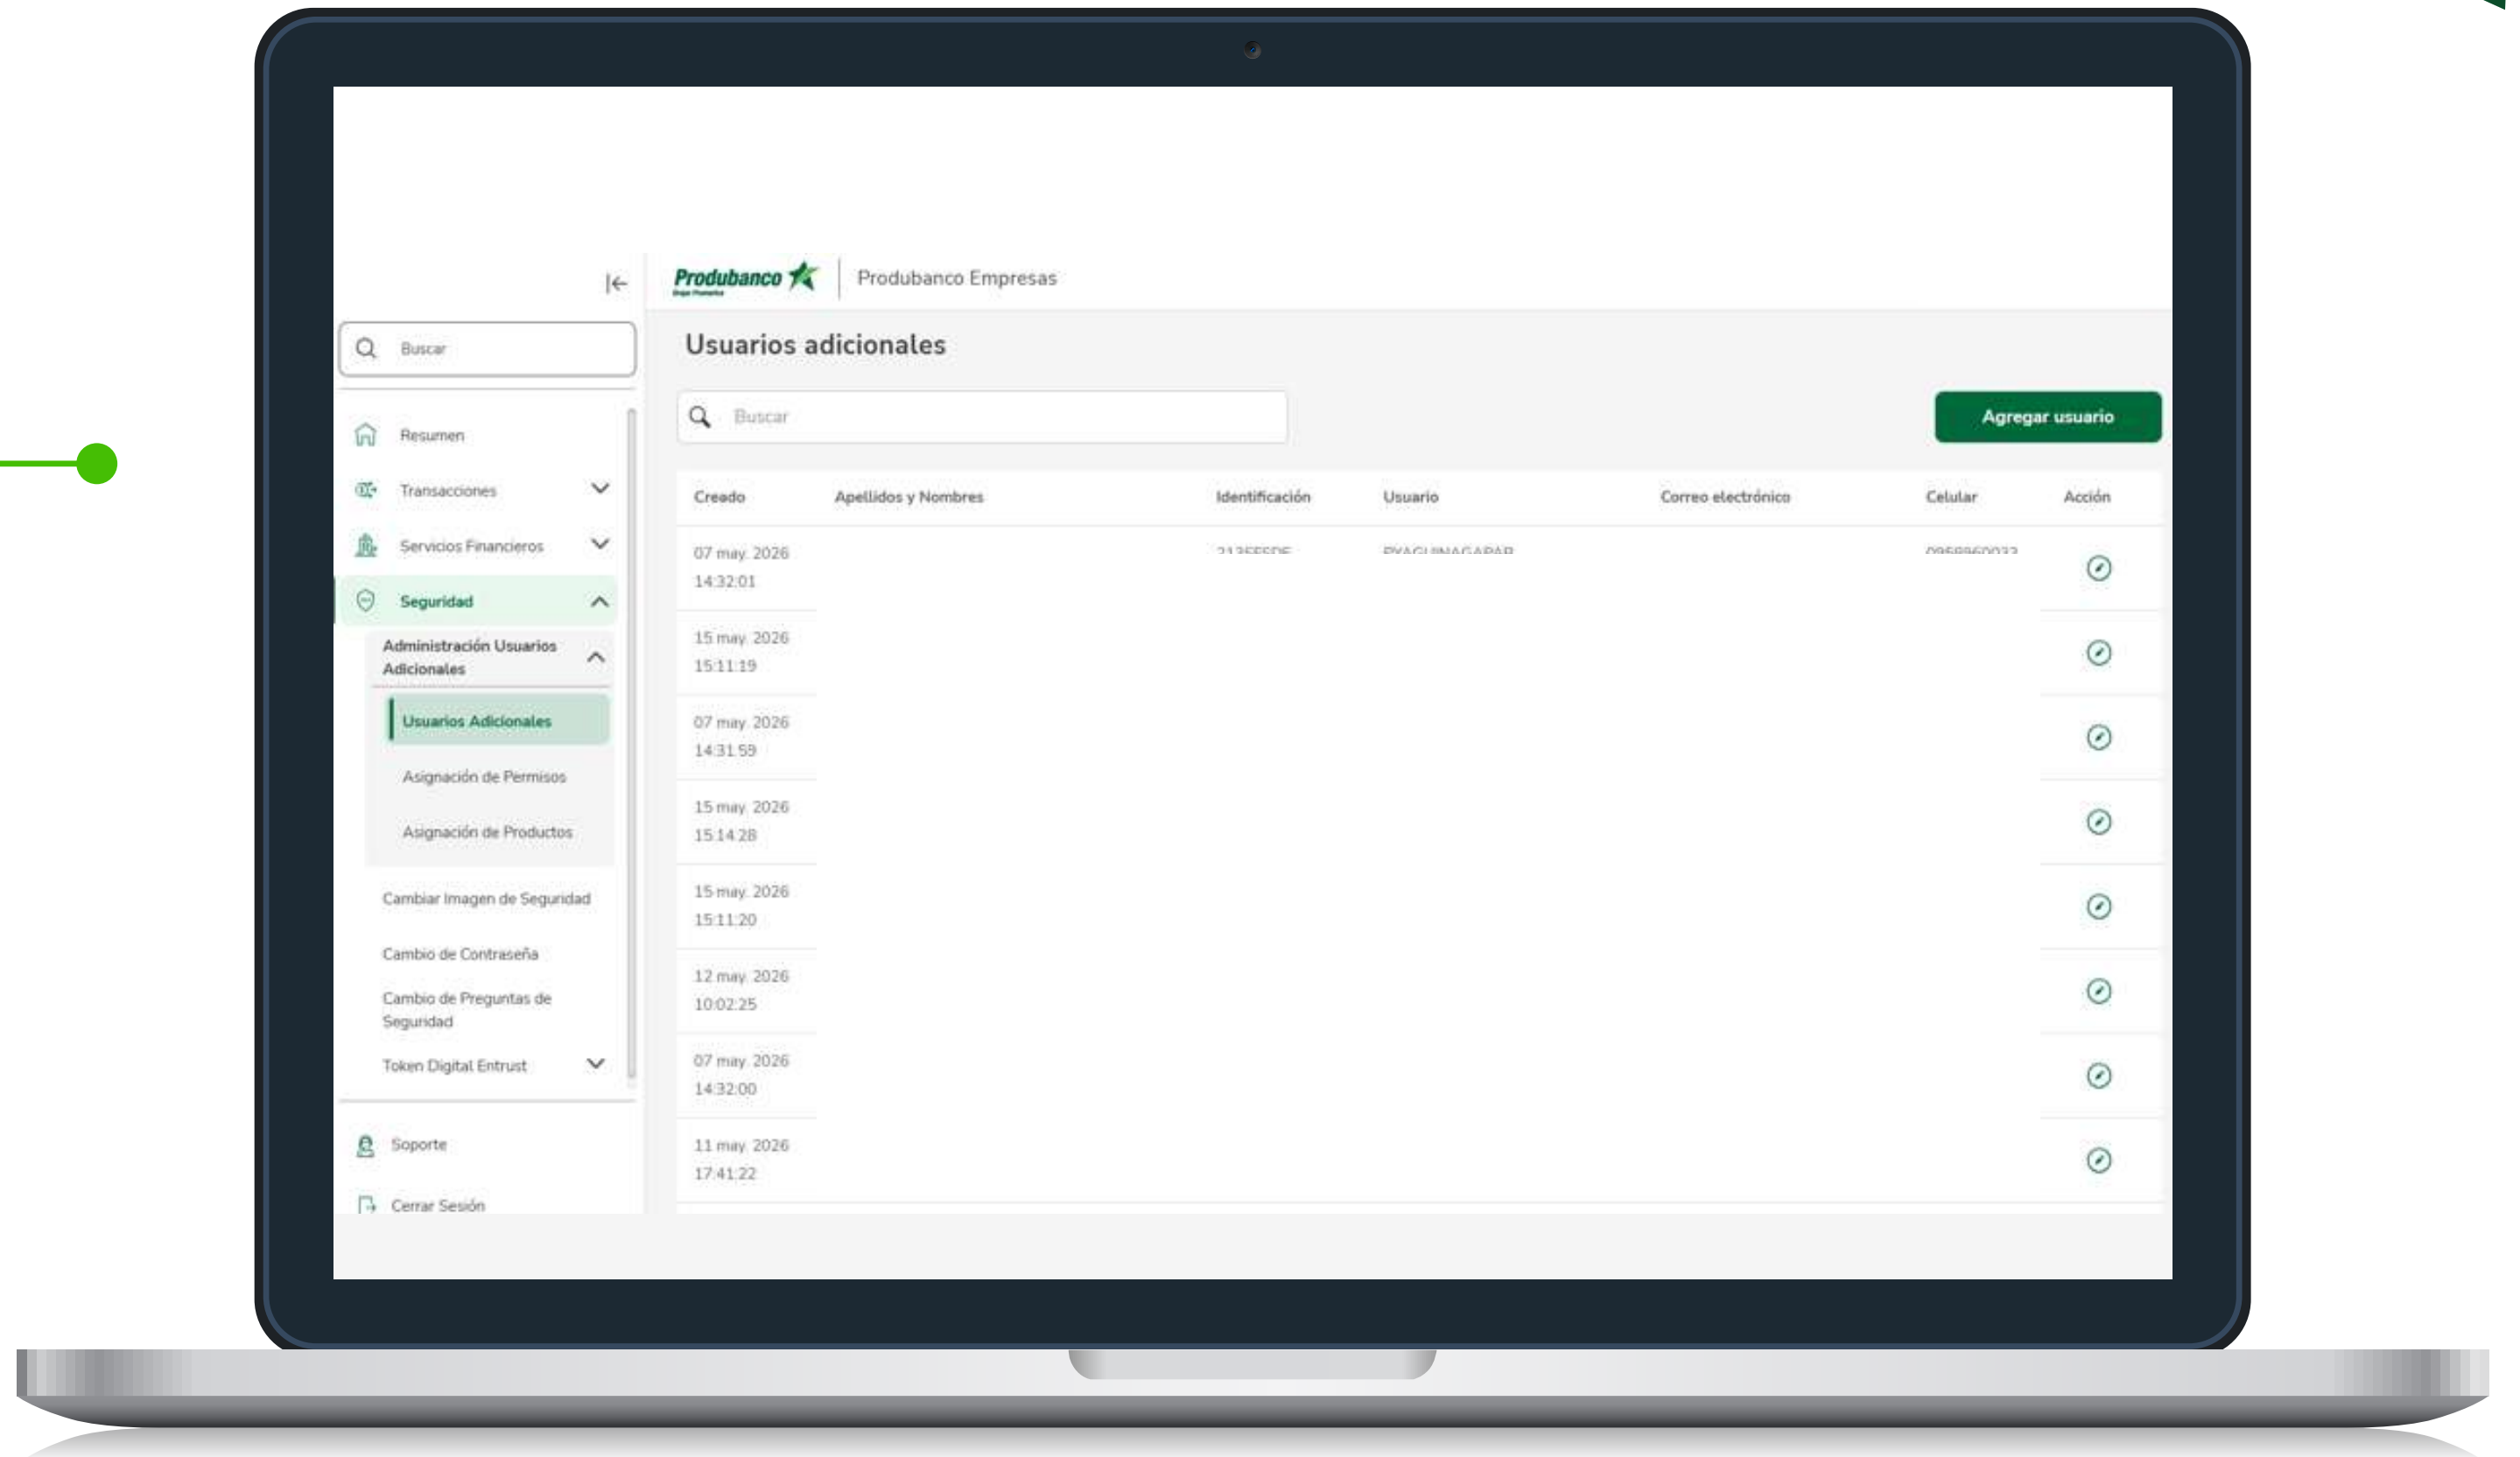 Produbanco
Grupo Promerica
Produbanco Empresas
Buscar
Resumen
Transacciones
Servicios Financieros
Seguridad
Administración Usuarios
Adicionales
Usuarios Adicionales
Asignación de Permisos
Asignación de Productos
Cambiar Imagen de Seguridad
Cambio de Contraseña
Cambio de Preguntas de
Seguridad
Token Digital Entrust
Soporte
Cerrar Sesión
Usuarios adicionales
Buscar
Agregar usuario
Creado Apellidos y Nombres Identificación Usuario Correo electrónico Celular Acción
07 may. 2026
14:32:01
15 may. 2026
15:11:19
07 may. 2026
14:31:59
15 may. 2026
15:14:28
15 may. 2026
15:11:20
12 may. 2026
10:02:25
07 may. 2026
14:32:00
11 may. 2026
17:41:22